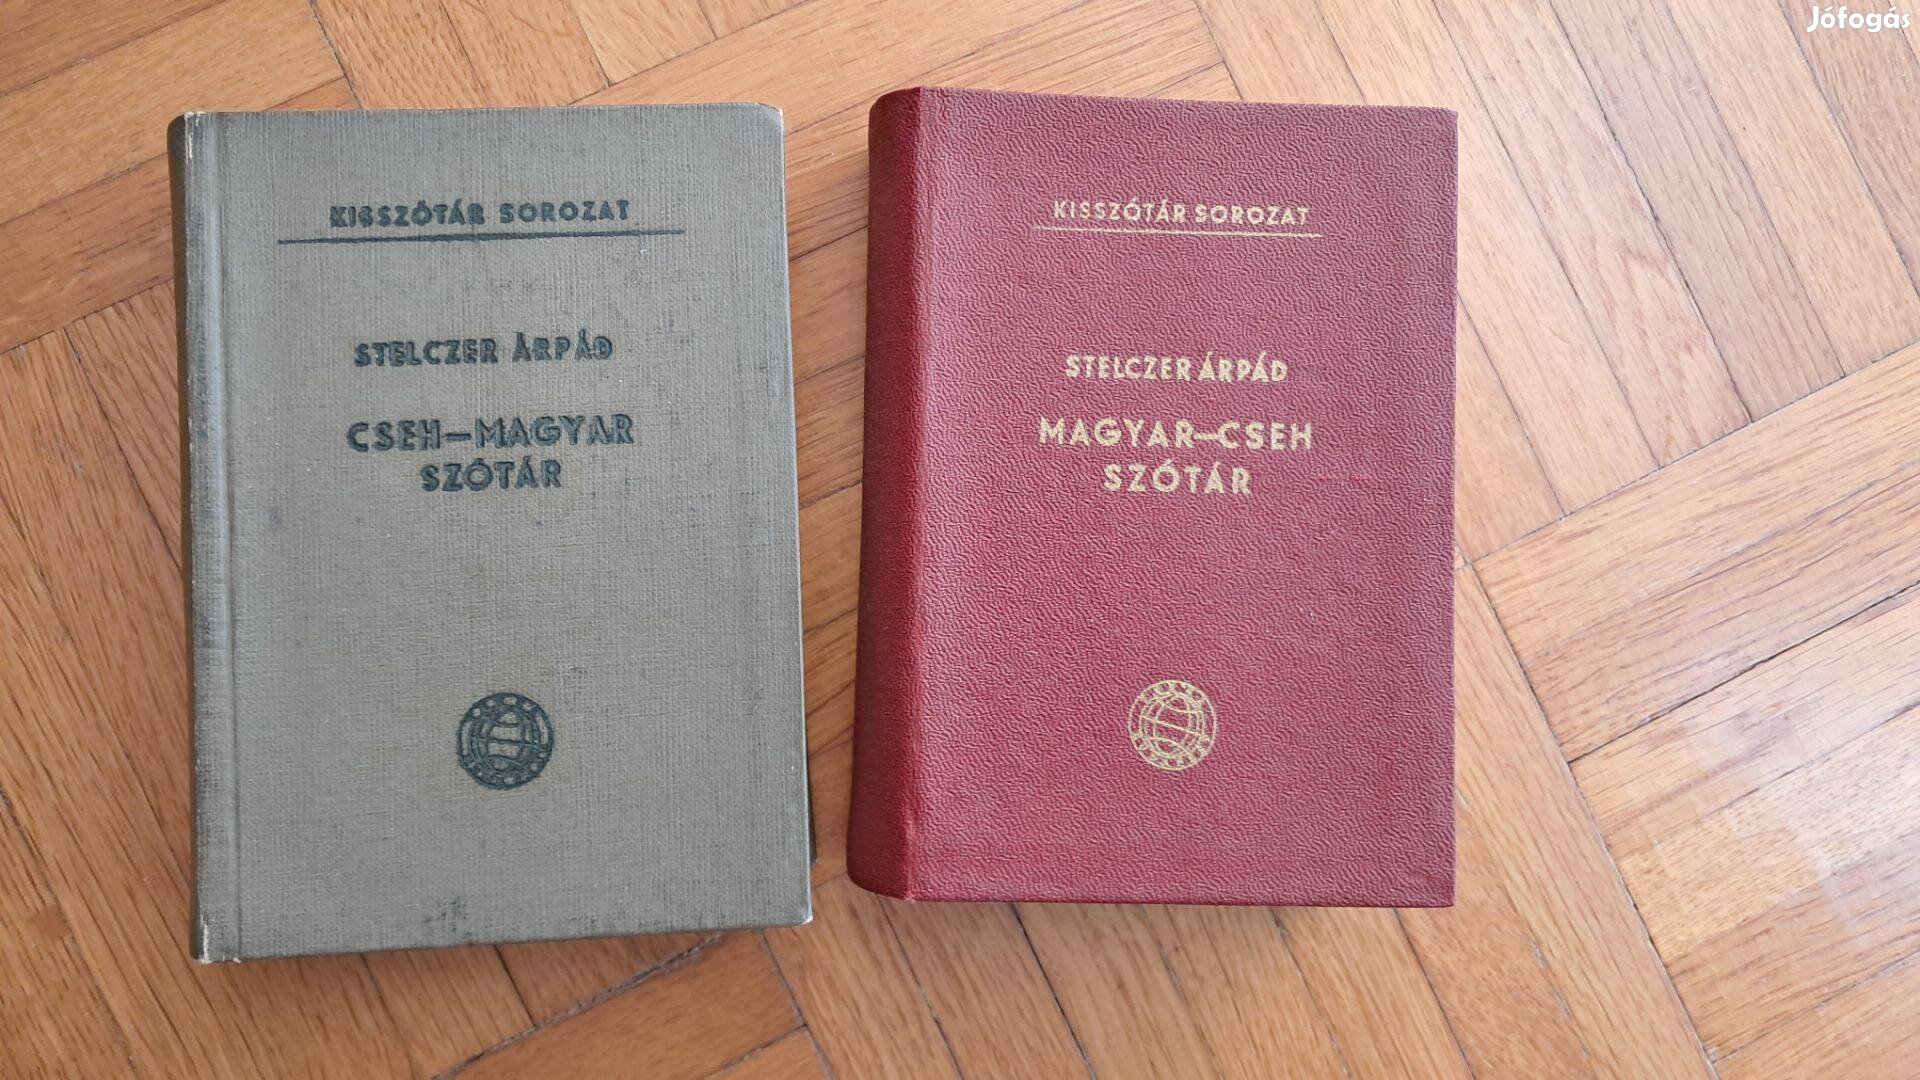 Jófogás
KISSZÓTÁR SOROZAT
STELCZER ÁRPÁD
CSEH–MAGYAR
SZÓTÁR
KISSZÓTÁR SOROZAT
STELCZER ÁRPÁD
MAGYAR–CSEH
SZÓTÁR